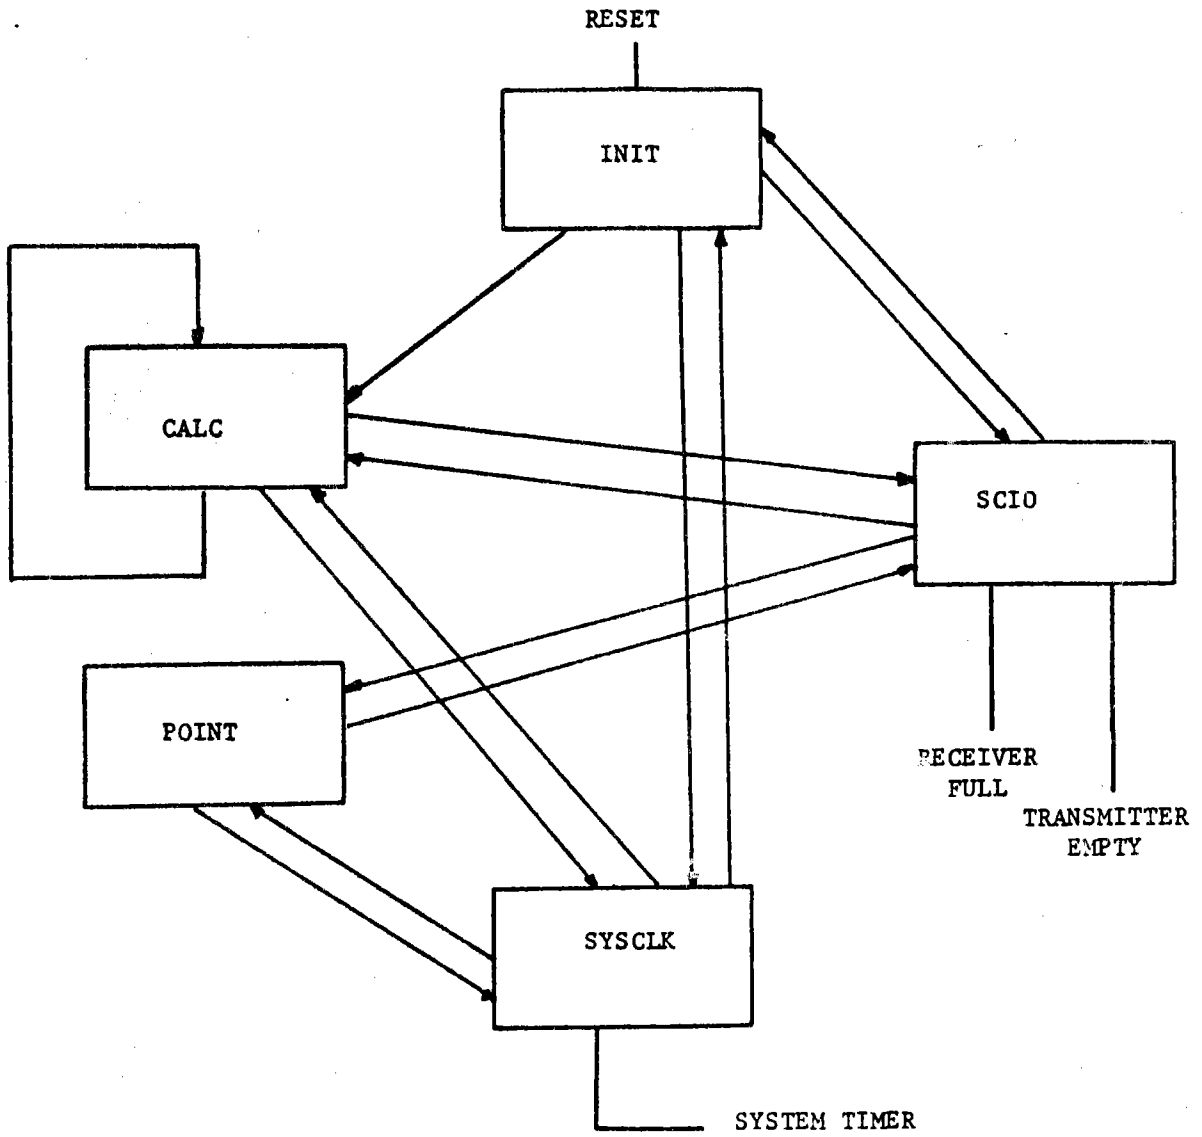 RESET
INIT
CALC
SCIO
POINT
RECEIVER
FULL
TRANSMITTER
EMPTY
SYSCLK
SYSTEM TIMER